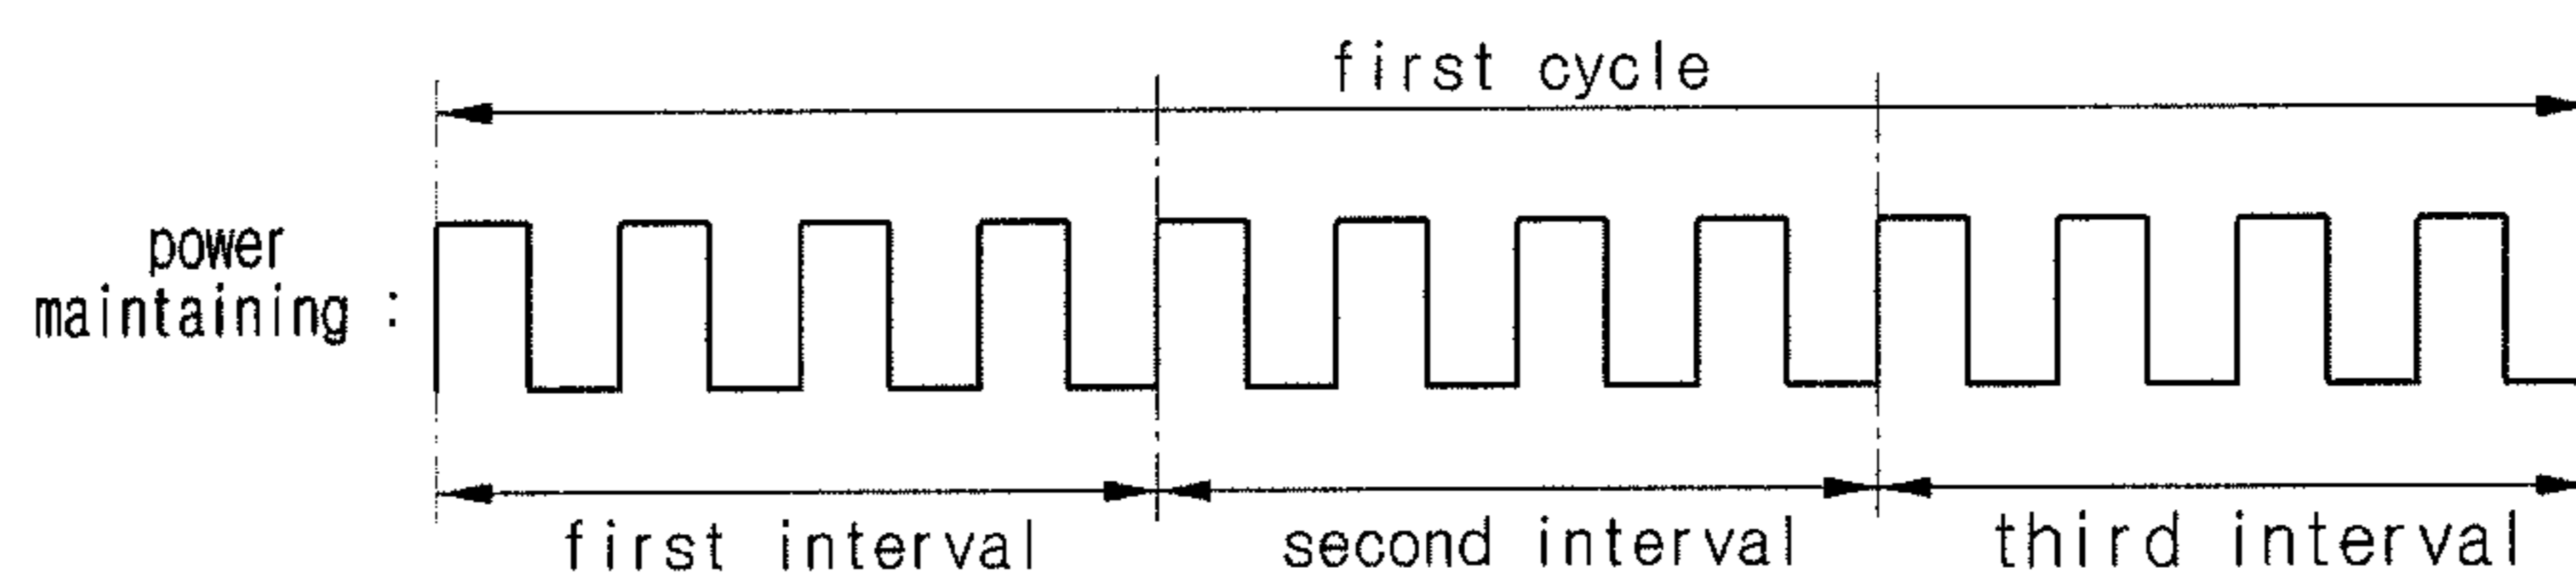 first cycle
power
maintaining :
first interval
second interval
third interval